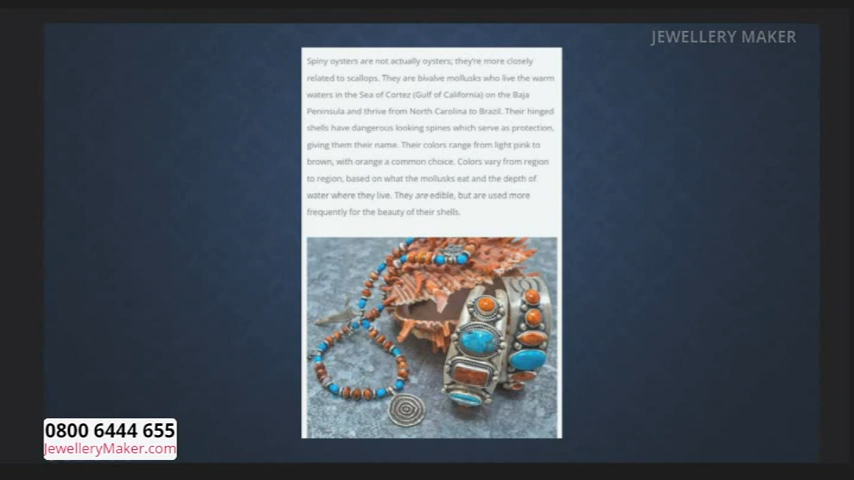 JEWELLERY MAKER
Spiny oysters are not actually oysters; they're more closely
related to scallops. They are bivalve mollusks who live the warm
waters in the Sea of Cortez (Gulf of California) on the Baja
Peninsula and thrive from North Carolina to Brazil. Their hinged
shells have dangerous looking spines which serve as protection,
giving them their name. Their colors range from light pink to
brown, with orange a common choice. Colors vary from region
to region, based on what the mollusks eat and the depth of
water where they live. They are edible, but are used more
frequently for the beauty of their shells.
0800 6444 655
JewelleryMaker.com